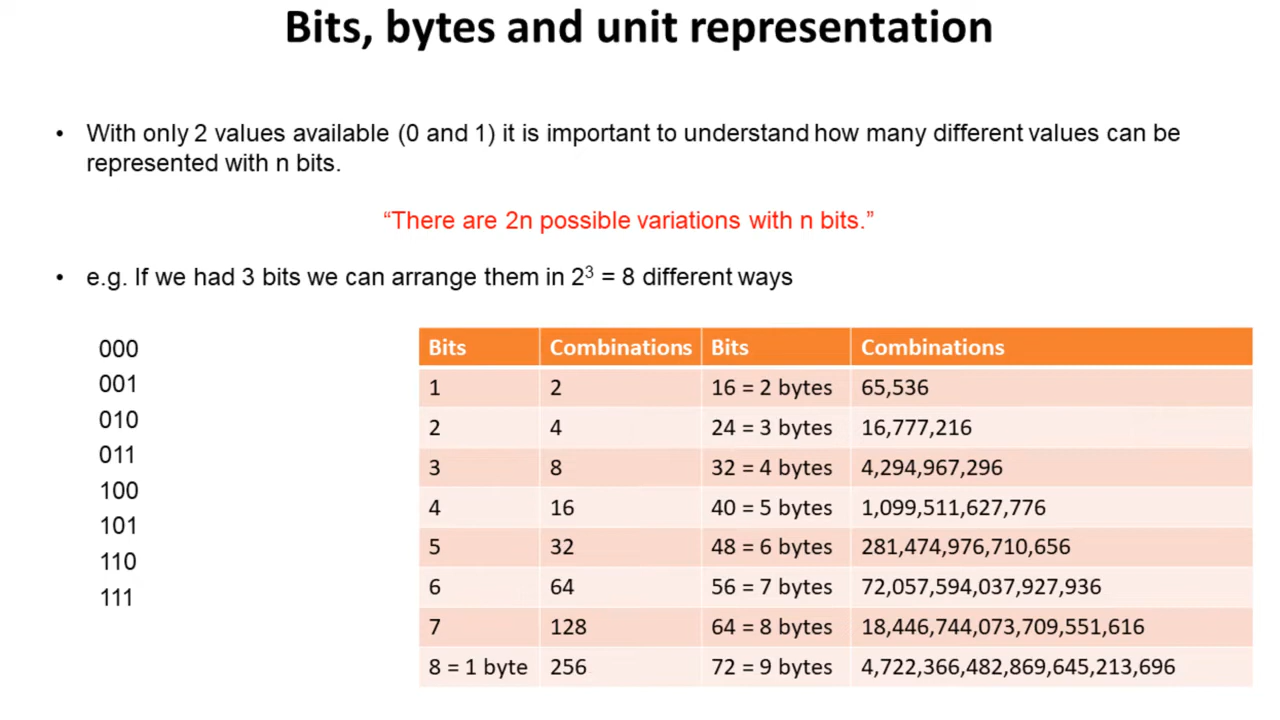 Bits, bytes and unit representation
• With only 2 values available (0 and 1) it is important to understand how many different values can be
represented with n bits.
“There are 2n possible variations with n bits.”
• e.g. If we had 3 bits we can arrange them in 2³ = 8 different ways
000
001
010
011
100
101
110
111
Bits Combinations Bits Combinations
1 2 16 = 2 bytes 65,536
2 4 24 = 3 bytes 16,777,216
3 8 32 = 4 bytes 4,294,967,296
4 16 40 = 5 bytes 1,099,511,627,776
5 32 48 = 6 bytes 281,474,976,710,656
6 64 56 = 7 bytes 72,057,594,037,927,936
7 128 64 = 8 bytes 18,446,744,073,709,551,616
8 = 1 byte 256 72 = 9 bytes 4,722,366,482,869,645,213,696